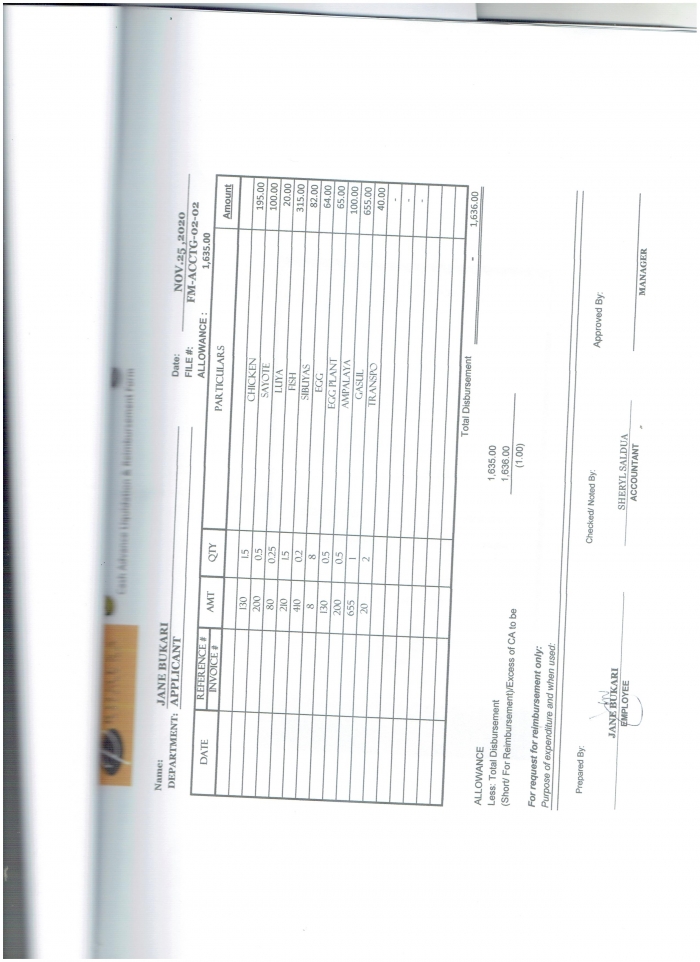 Cash Advance Liquidation & Reimbursement Form
Name: JANE BUKARI Date: NOV.25 ,2020
DEPARTMENT: APPLICANT FILE #: FM-ACCTG-02-02
ALLOWANCE : 1,635.00
DATE REFERENCE # INVOICE # AMT QTY PARTICULARS Amount
130 1.5 CHICKEN 195.00
200 0.5 SAYOTE 100.00
80 0.25 LUYA 20.00
210 1.5 FISH 315.00
410 0.2 SIBUYAS 82.00
8 8 EGG 64.00
130 0.5 EGG PLANT 65.00
200 0.5 AMPALAYA 100.00
655 1 GASUL 655.00
20 2 TRANSPO 40.00
-
-
-
Total Disbursement - 1,636.00
ALLOWANCE 1,635.00
Less: Total Disbursement 1,636.00
(Short/ For Reimbursement)/Excess of CA to be (1.00)
For request for reimbursement only:
Purpose of expenditure and when used:
Prepared By: Checked/ Noted By: Approved By:
JANE BUKARI SHERYL SALDUA
EMPLOYEE ACCOUNTANT MANAGER